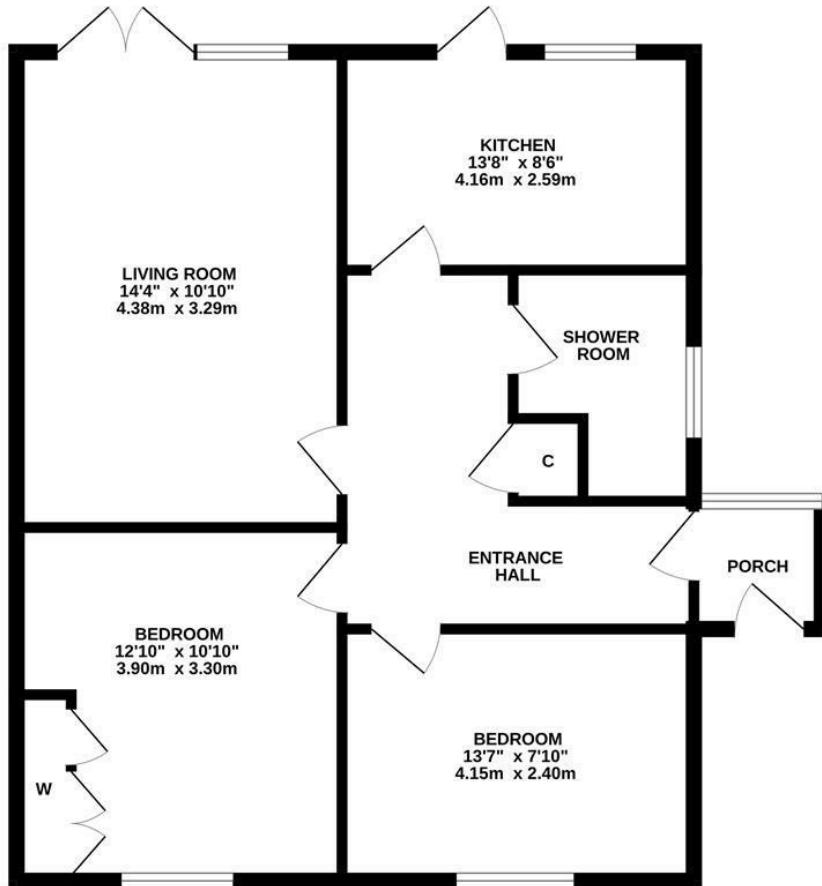 KITCHEN
13'8" x 8'6"
4.16m x 2.59m
LIVING ROOM
14'4" x 10'10"
4.38m x 3.29m
SHOWER
ROOM
C
ENTRANCE
HALL
PORCH
BEDROOM
12'10" x 10'10"
3.90m x 3.30m
W
BEDROOM
13'7" x 7'10"
4.15m x 2.40m